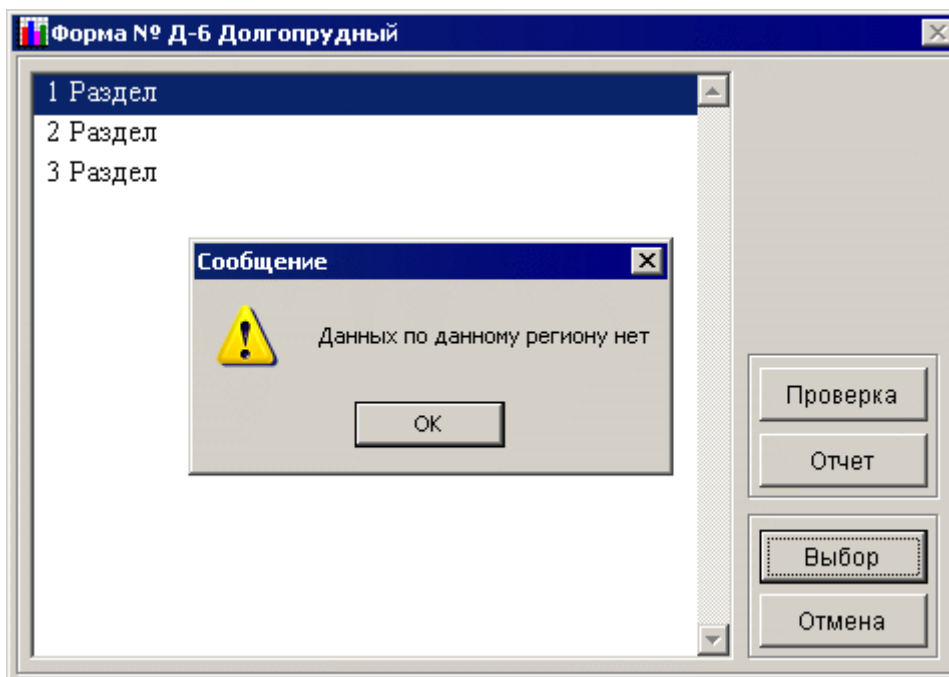 Форма № Д-6 Долгопрудный
1 Раздел
2 Раздел
3 Раздел
Сообщение
Данных по данному региону нет
OK
Проверка
Отчет
Выбор
Отмена